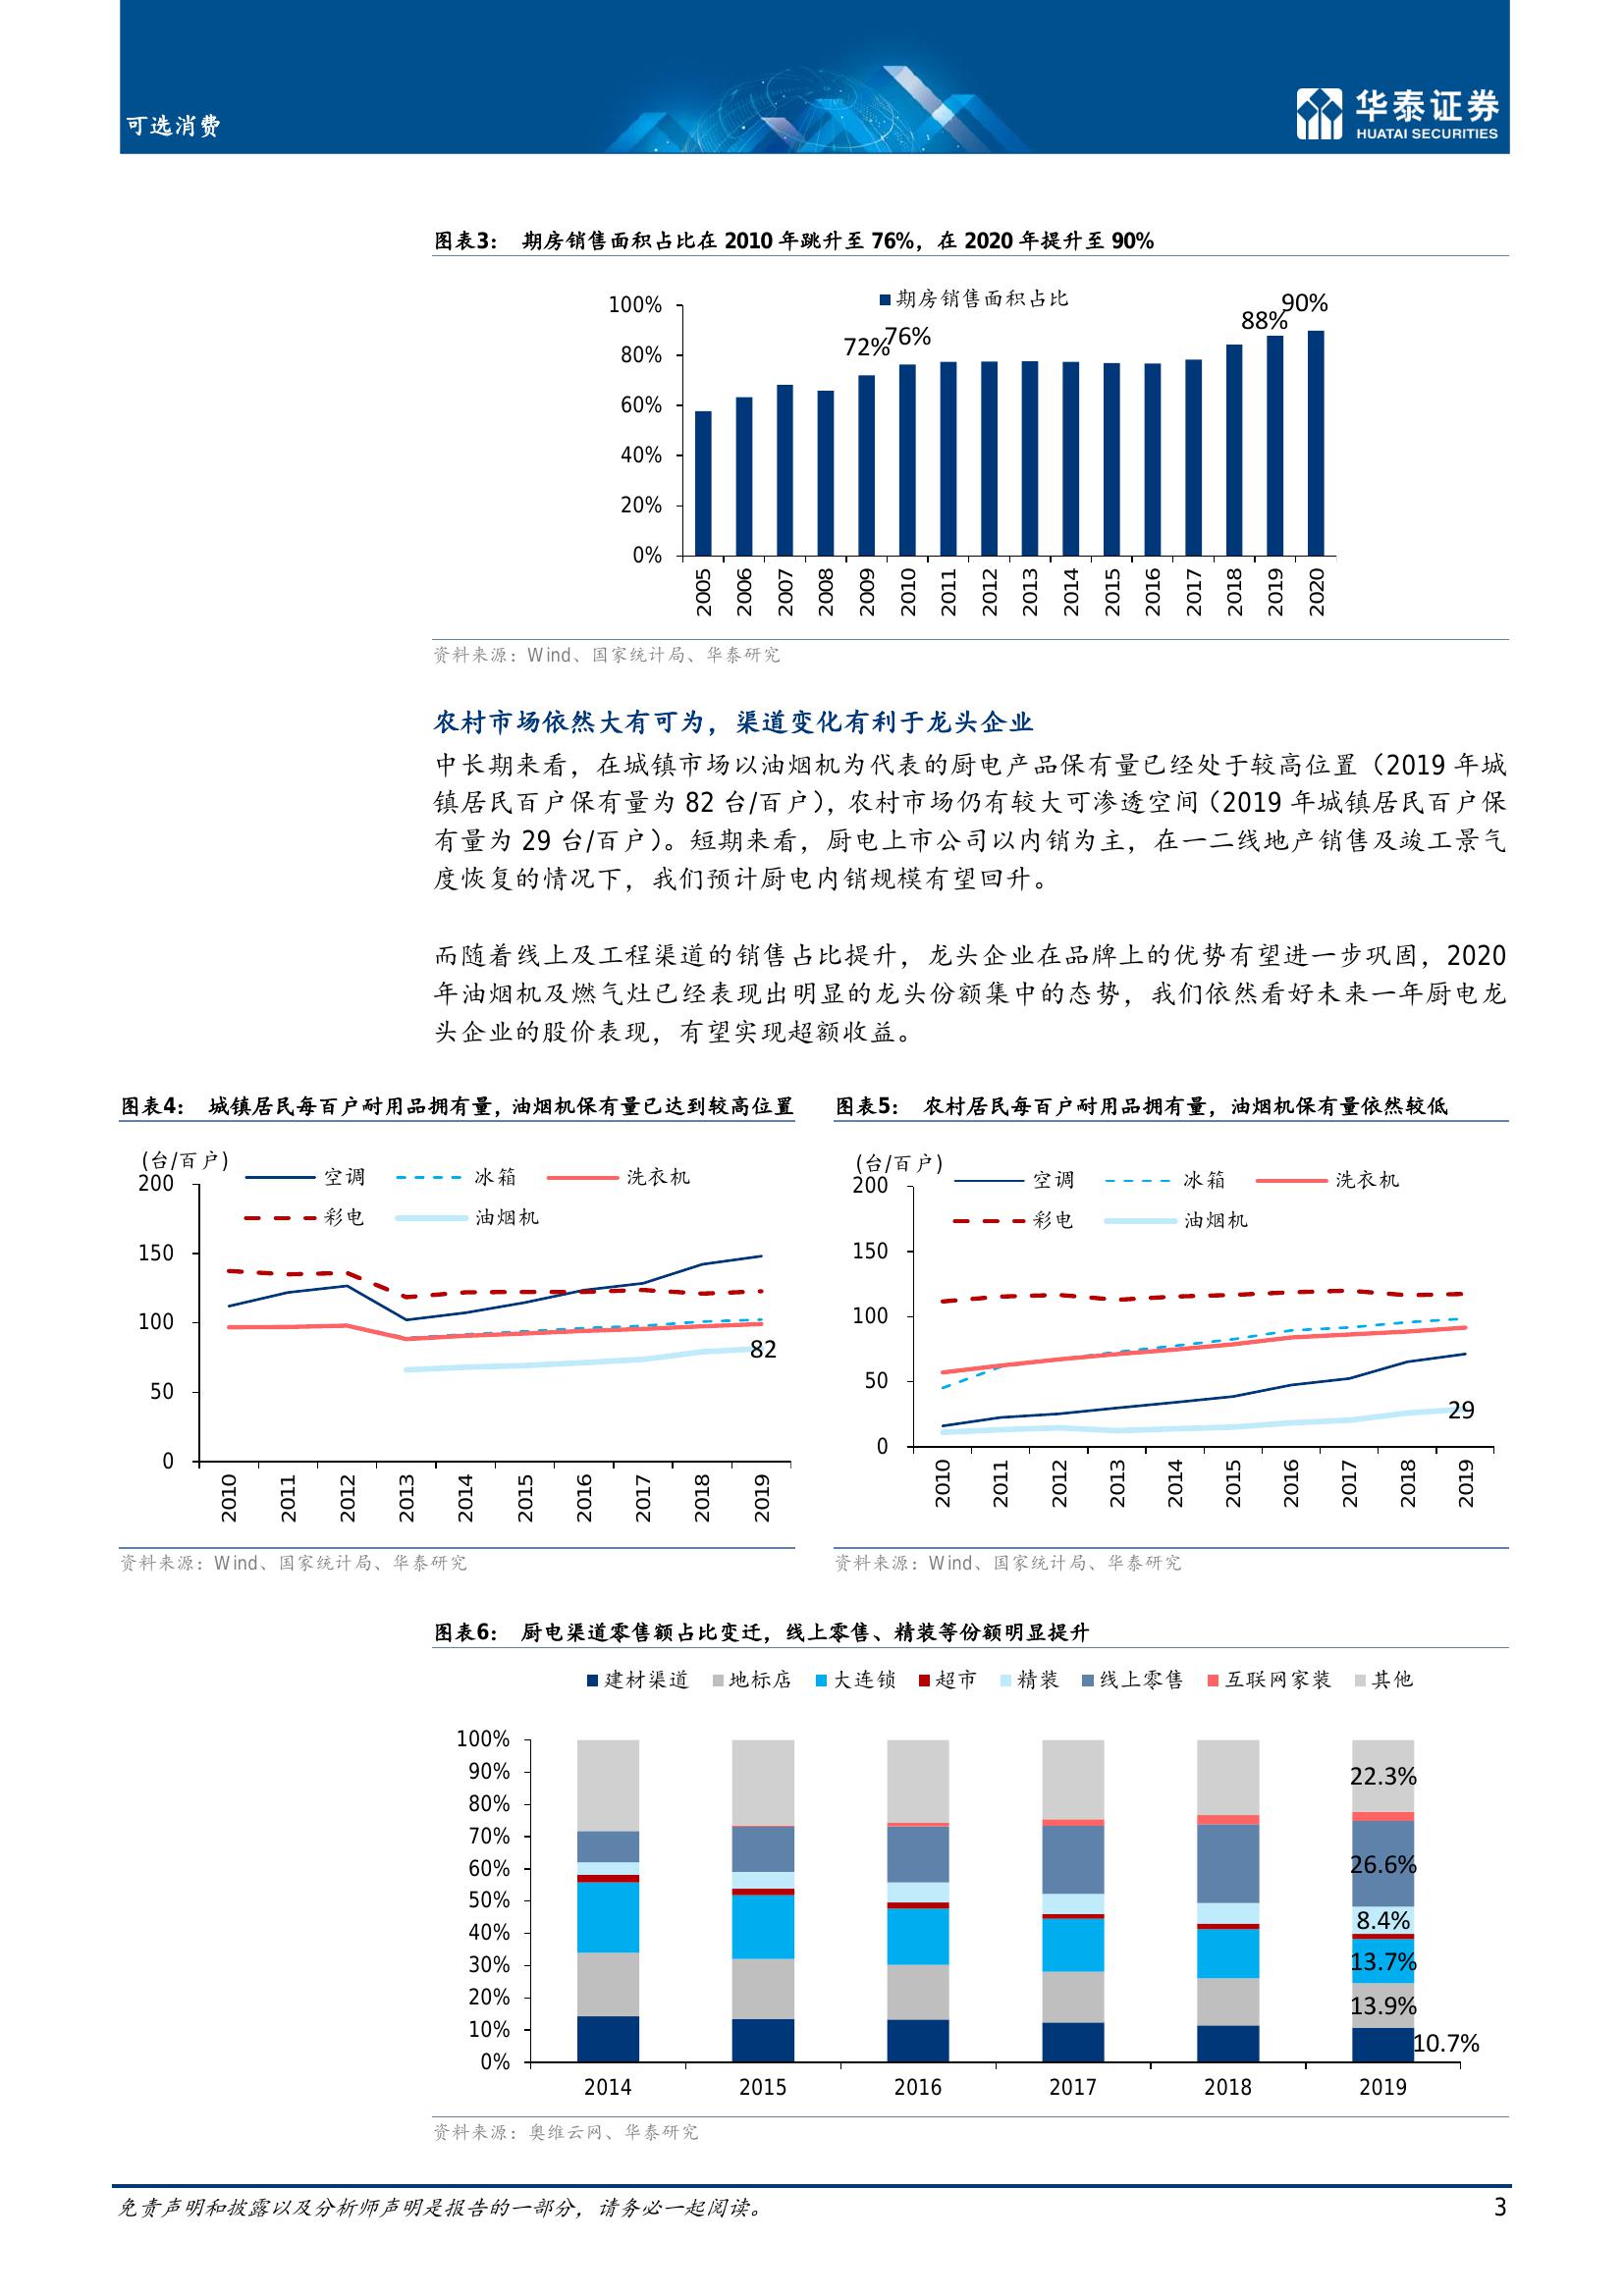 可选消费
华泰证券
HUATAI SECURITIES
图表3： 期房销售面积占比在 2010 年跳升至 76%，在 2020 年提升至 90%
期房销售面积占比
100%
80%
60%
40%
20%
0%
72%
76%
88%
90%
2005 2006 2007 2008 2009 2010 2011 2012 2013 2014 2015 2016 2017 2018 2019 2020
资料来源：Wind、国家统计局、华泰研究
农村市场依然大有可为，渠道变化有利于龙头企业
中长期来看，在城镇市场以油烟机为代表的厨电产品保有量已经处于较高位置（2019 年城
镇居民百户保有量为 82 台/百户），农村市场仍有较大可渗透空间（2019 年城镇居民百户保
有量为 29 台/百户）。短期来看，厨电上市公司以内销为主，在一二线地产销售及竣工景气
度恢复的情况下，我们预计厨电内销规模有望回升。
而随着线上及工程渠道的销售占比提升，龙头企业在品牌上的优势有望进一步巩固，2020
年油烟机及燃气灶已经表现出明显的龙头份额集中的态势，我们依然看好未来一年厨电龙
头企业的股价表现，有望实现超额收益。
图表4： 城镇居民每百户耐用品拥有量，油烟机保有量已达到较高位置
(台/百户)
空调 冰箱 洗衣机
彩电 油烟机
200
150
100
50
0
82
2010 2011 2012 2013 2014 2015 2016 2017 2018 2019
资料来源：Wind、国家统计局、华泰研究
图表5： 农村居民每百户耐用品拥有量，油烟机保有量依然较低
(台/百户)
空调 冰箱 洗衣机
彩电 油烟机
200
150
100
50
0
29
2010 2011 2012 2013 2014 2015 2016 2017 2018 2019
资料来源：Wind、国家统计局、华泰研究
图表6： 厨电渠道零售额占比变迁，线上零售、精装等份额明显提升
建材渠道 地标店 大连锁 超市 精装 线上零售 互联网家装 其他
100%
90%
80%
70%
60%
50%
40%
30%
20%
10%
0%
22.3%
26.6%
8.4%
13.7%
13.9%
10.7%
2014 2015 2016 2017 2018 2019
资料来源：奥维云网、华泰研究
免责声明和披露以及分析师声明是报告的一部分，请务必一起阅读。
3